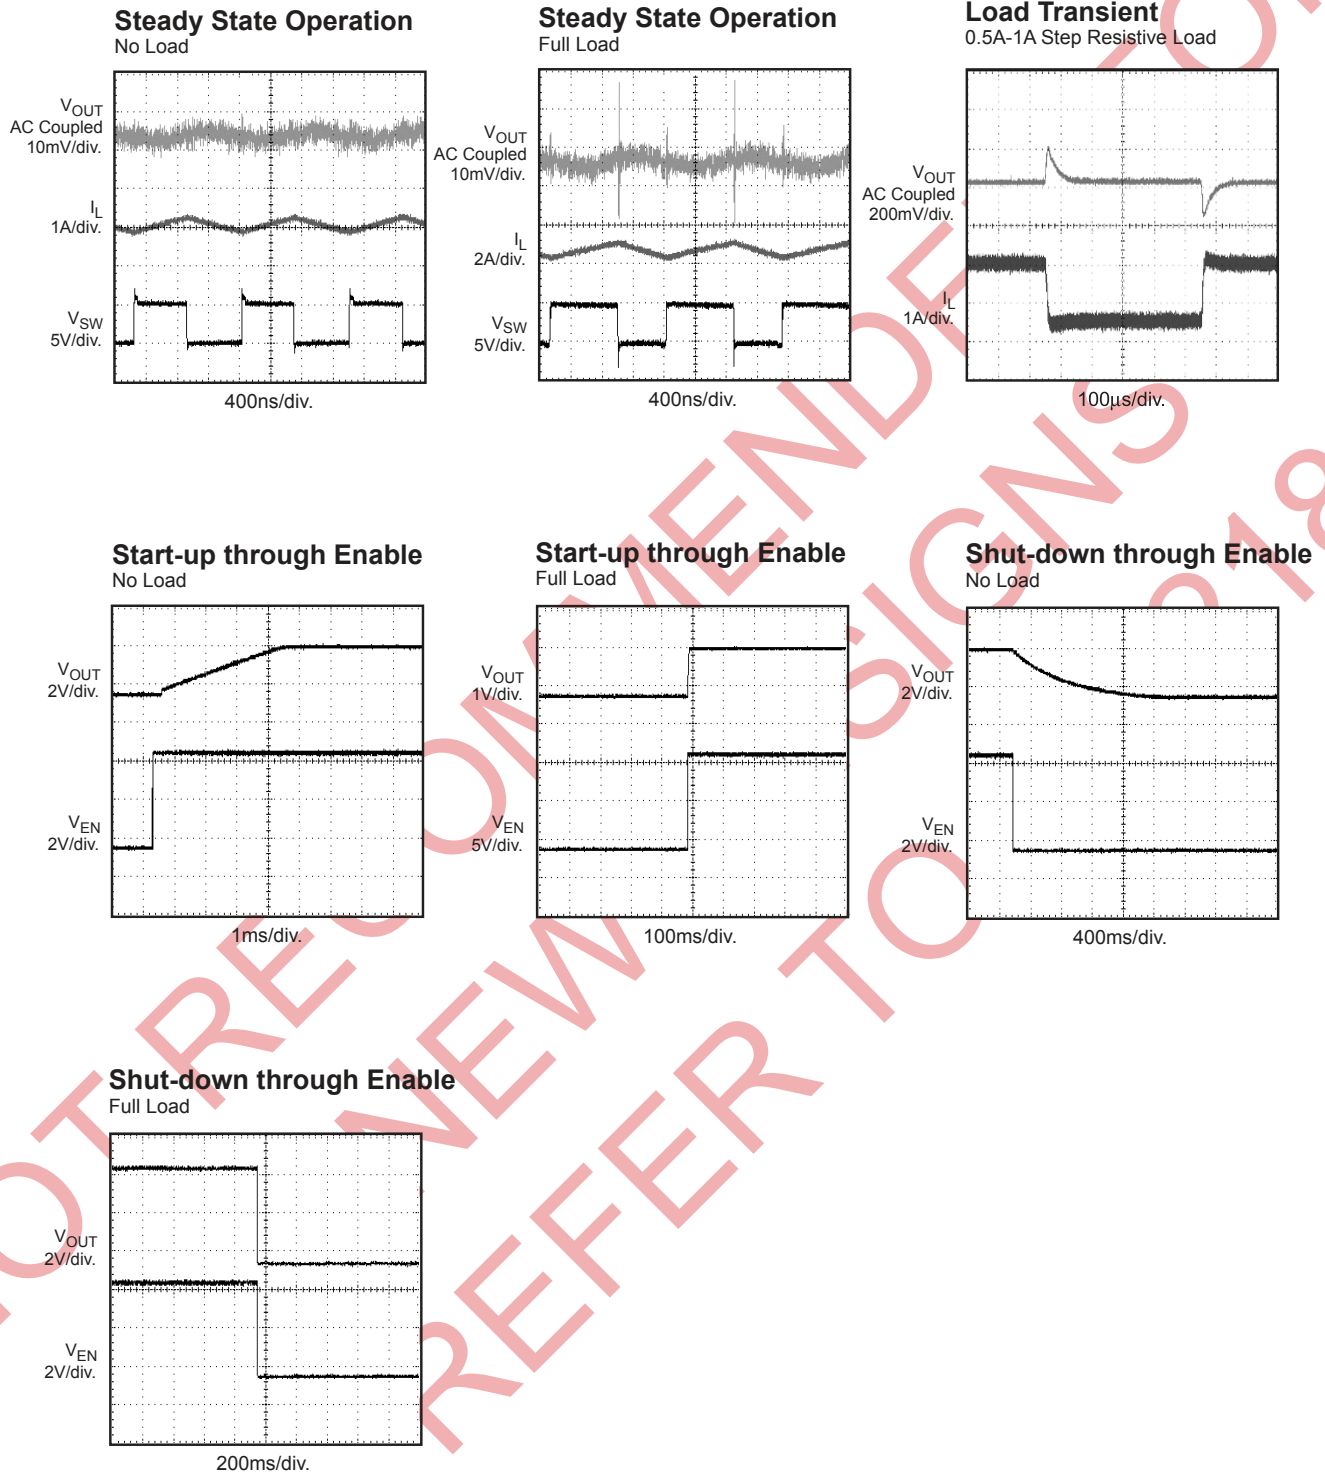 Steady State Operation
No Load
VOUT
AC Coupled
10mV/div.
IL
1A/div.
VSW
5V/div.
400ns/div.
Steady State Operation
Full Load
VOUT
AC Coupled
10mV/div.
IL
2A/div.
VSW
5V/div.
400ns/div.
Load Transient
0.5A-1A Step Resistive Load
VOUT
AC Coupled
200mV/div.
IL
1A/div.
100µs/div.
Start-up through Enable
No Load
VOUT
2V/div.
VEN
2V/div.
1ms/div.
Start-up through Enable
Full Load
VOUT
1V/div.
VEN
5V/div.
100ms/div.
Shut-down through Enable
No Load
VOUT
2V/div.
VEN
2V/div.
400ms/div.
Shut-down through Enable
Full Load
VOUT
2V/div.
VEN
2V/div.
200ms/div.
NOT RECOMMENDED FOR
NEW DESIGNS
REFER TO